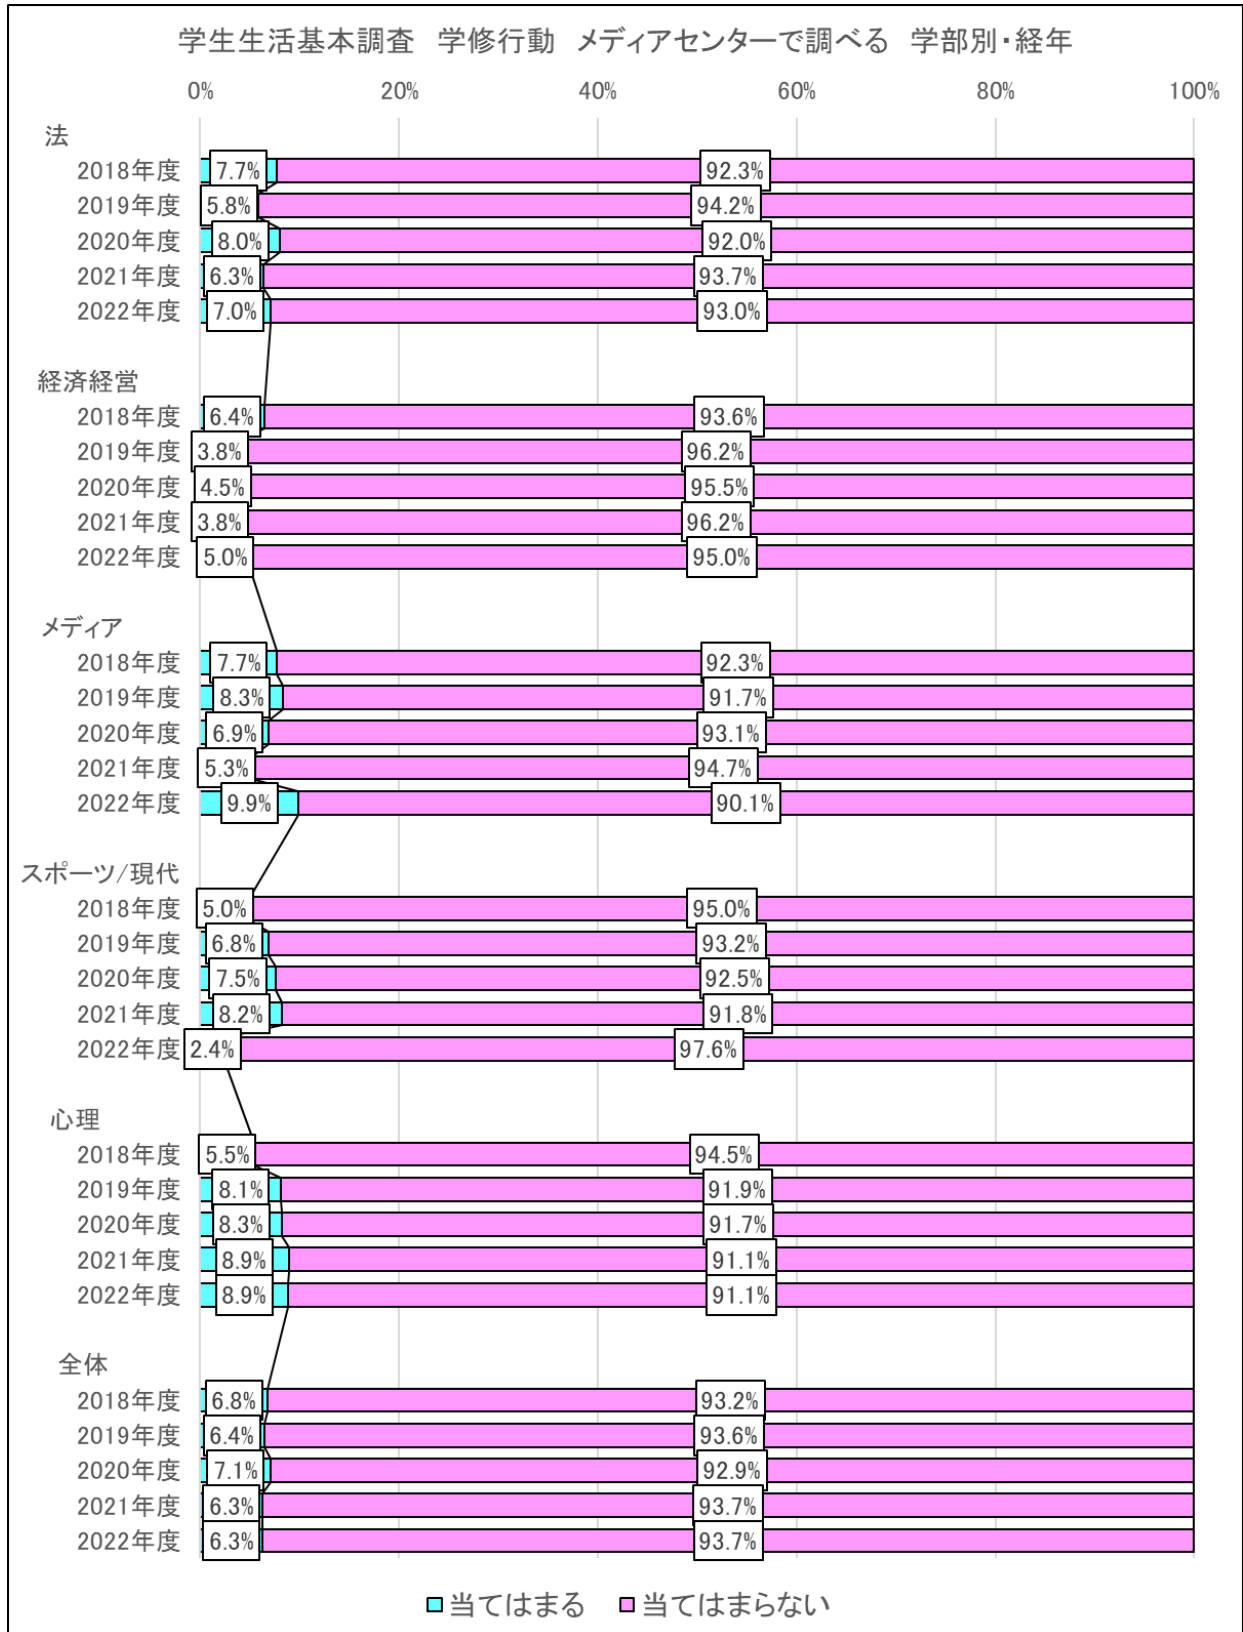 学生生活基本調査　学修行動　メディアセンターで調べる　学部別・経年
0% 20% 40% 60% 80% 100%
法
2018年度 7.7% 92.3%
2019年度 5.8% 94.2%
2020年度 8.0% 92.0%
2021年度 6.3% 93.7%
2022年度 7.0% 93.0%
経済経営
2018年度 6.4% 93.6%
2019年度 3.8% 96.2%
2020年度 4.5% 95.5%
2021年度 3.8% 96.2%
2022年度 5.0% 95.0%
メディア
2018年度 7.7% 92.3%
2019年度 8.3% 91.7%
2020年度 6.9% 93.1%
2021年度 5.3% 94.7%
2022年度 9.9% 90.1%
スポーツ/現代
2018年度 5.0% 95.0%
2019年度 6.8% 93.2%
2020年度 7.5% 92.5%
2021年度 8.2% 91.8%
2022年度 2.4% 97.6%
心理
2018年度 5.5% 94.5%
2019年度 8.1% 91.9%
2020年度 8.3% 91.7%
2021年度 8.9% 91.1%
2022年度 8.9% 91.1%
全体
2018年度 6.8% 93.2%
2019年度 6.4% 93.6%
2020年度 7.1% 92.9%
2021年度 6.3% 93.7%
2022年度 6.3% 93.7%
当てはまる 当てはまらない